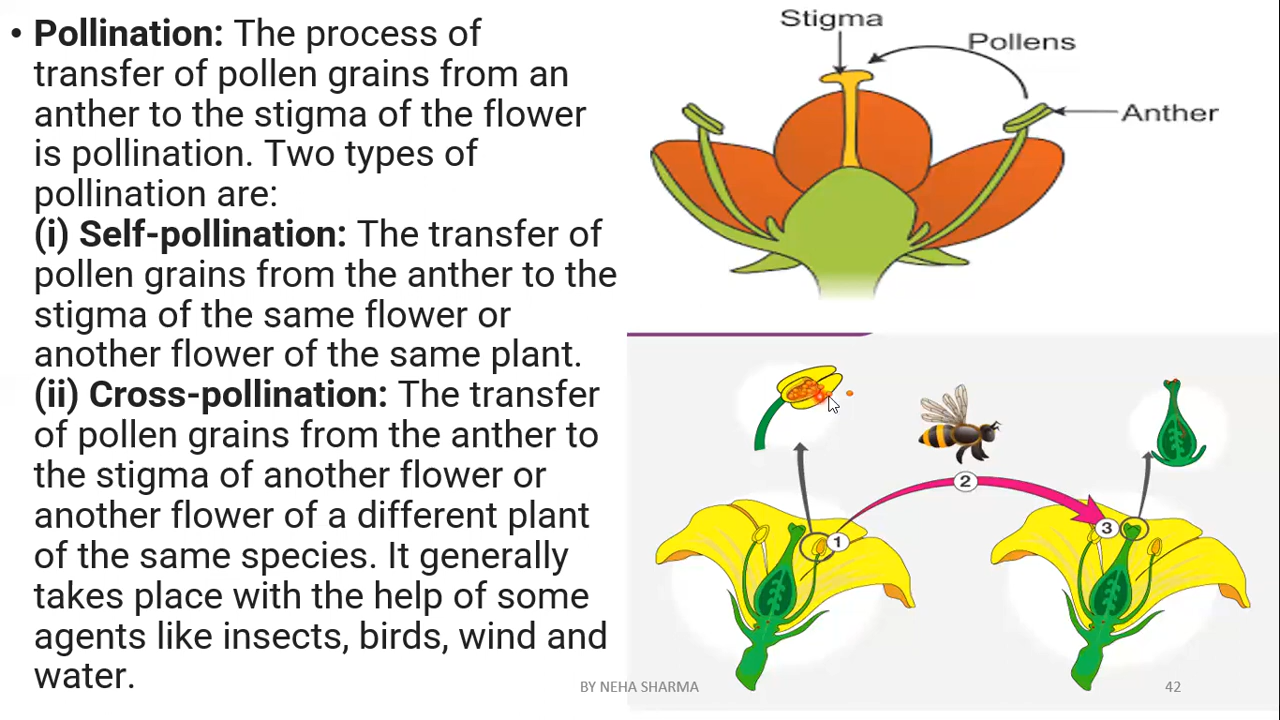 • Pollination: The process of
transfer of pollen grains from an
anther to the stigma of the flower
is pollination. Two types of
pollination are:
(i) Self-pollination: The transfer of
pollen grains from the anther to the
stigma of the same flower or
another flower of the same plant.
(ii) Cross-pollination: The transfer
of pollen grains from the anther to
the stigma of another flower or
another flower of a different plant
of the same species. It generally
takes place with the help of some
agents like insects, birds, wind and
water.
Stigma
Pollens
Anther
2
1
3
BY NEHA SHARMA
42